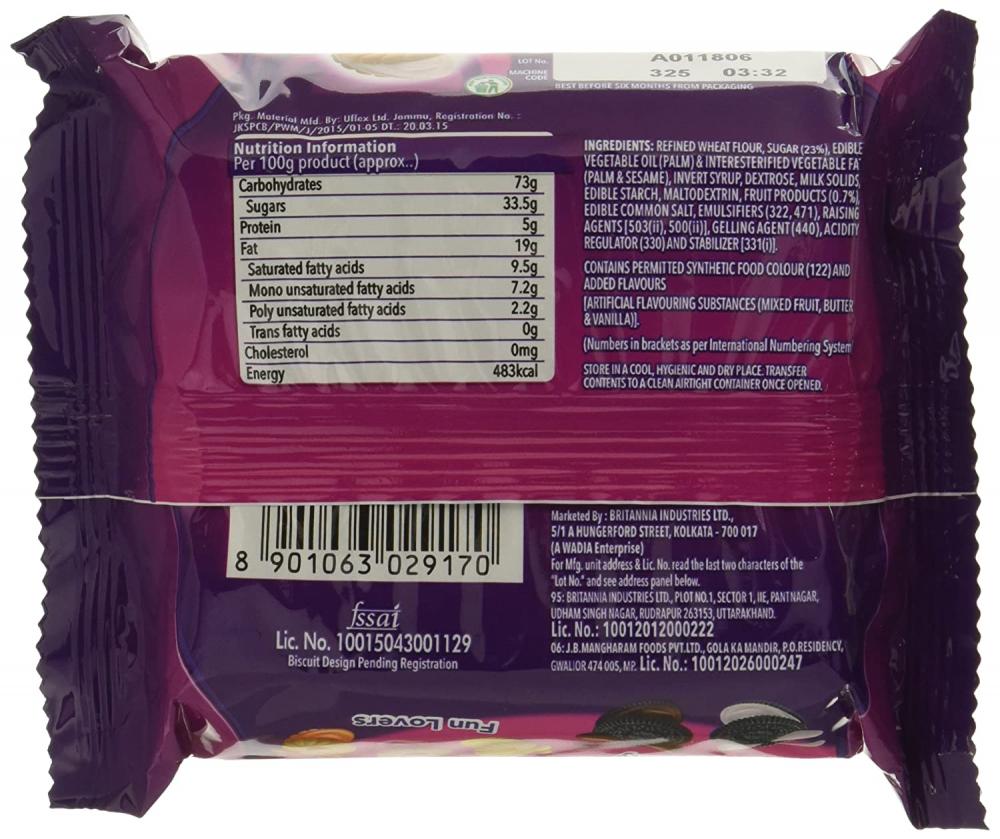 LOT No.
A011806
MACHINE
CODE
325 03:32
BEST BEFORE SIX MONTHS FROM PACKAGING
Pkg. Material Mfd. By: Uflex Ltd. Jammu, Registration No. :
JKSPCB/PWM/J/2015/01-05 DT.: 20.03.15
Nutrition Information
Per 100g product (approx..)
Carbohydrates 73g
Sugars 33.5g
Protein 5g
Fat 19g
Saturated fatty acids 9.5g
Mono unsaturated fatty acids 7.2g
Poly unsaturated fatty acids 2.2g
Trans fatty acids 0g
Cholesterol 0mg
Energy 483kcal
INGREDIENTS: REFINED WHEAT FLOUR, SUGAR (23%), EDIBLE
VEGETABLE OIL (PALM) & INTERESTERIFIED VEGETABLE FA
(PALM & SESAME), INVERT SYRUP, DEXTROSE, MILK SOLIDS,
EDIBLE STARCH, MALTODEXTRIN, FRUIT PRODUCTS (0.7%),
EDIBLE COMMON SALT, EMULSIFIERS (322, 471), RAISING
AGENTS [503(ii), 500(ii)], GELLING AGENT (440), ACIDITY
REGULATOR (330) AND STABILIZER [331(i)].
CONTAINS PERMITTED SYNTHETIC FOOD COLOUR (122) AND
ADDED FLAVOURS
[ARTIFICIAL FLAVOURING SUBSTANCES (MIXED FRUIT, BUTTER
& VANILLA)].
(Numbers in brackets as per International Numbering System
STORE IN A COOL, HYGIENIC AND DRY PLACE. TRANSFER
CONTENTS TO A CLEAN AIRTIGHT CONTAINER ONCE OPENED.
8 901063 029170
fssai
Lic. No. 10015043001129
Biscuit Design Pending Registration
Marketed By : BRITANNIA INDUSTRIES LTD.,
5/1 A HUNGERFORD STREET, KOLKATA - 700 017
(A WADIA Enterprise)
For Mfg. unit address & Lic. No. read the last two characters of the
"Lot No." and see address panel below.
95: BRITANNIA INDUSTRIES LTD., PLOT NO.1, SECTOR 1, IIE, PANTNAGAR,
UDHAM SINGH NAGAR, RUDRAPUR 263153, UTTARAKHAND.
Lic. No.: 10012012000222
06: J.B.MANGHARAM FOODS PVT.LTD., GOLA KA MANDIR, P.O.RESIDENCY,
GWALIOR 474 005, MP. Lic. No.: 10012026000247
Fun Lovers